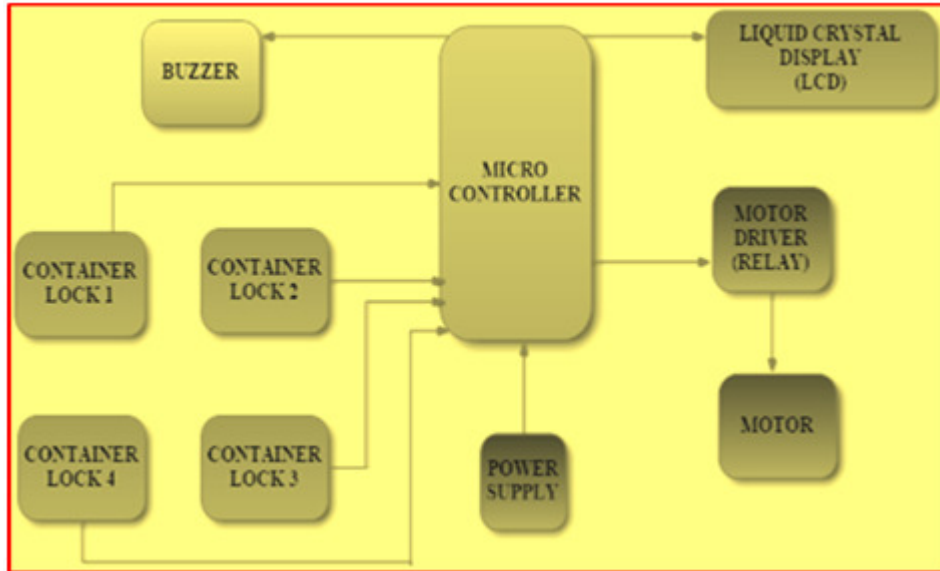 BUZZER
LIQUID CRYSTAL
DISPLAY
(LCD)
MICRO
CONTROLLER
MOTOR
DRIVER
(RELAY)
CONTAINER
LOCK 1
CONTAINER
LOCK 2
CONTAINER
LOCK 4
CONTAINER
LOCK 3
POWER
SUPPLY
MOTOR